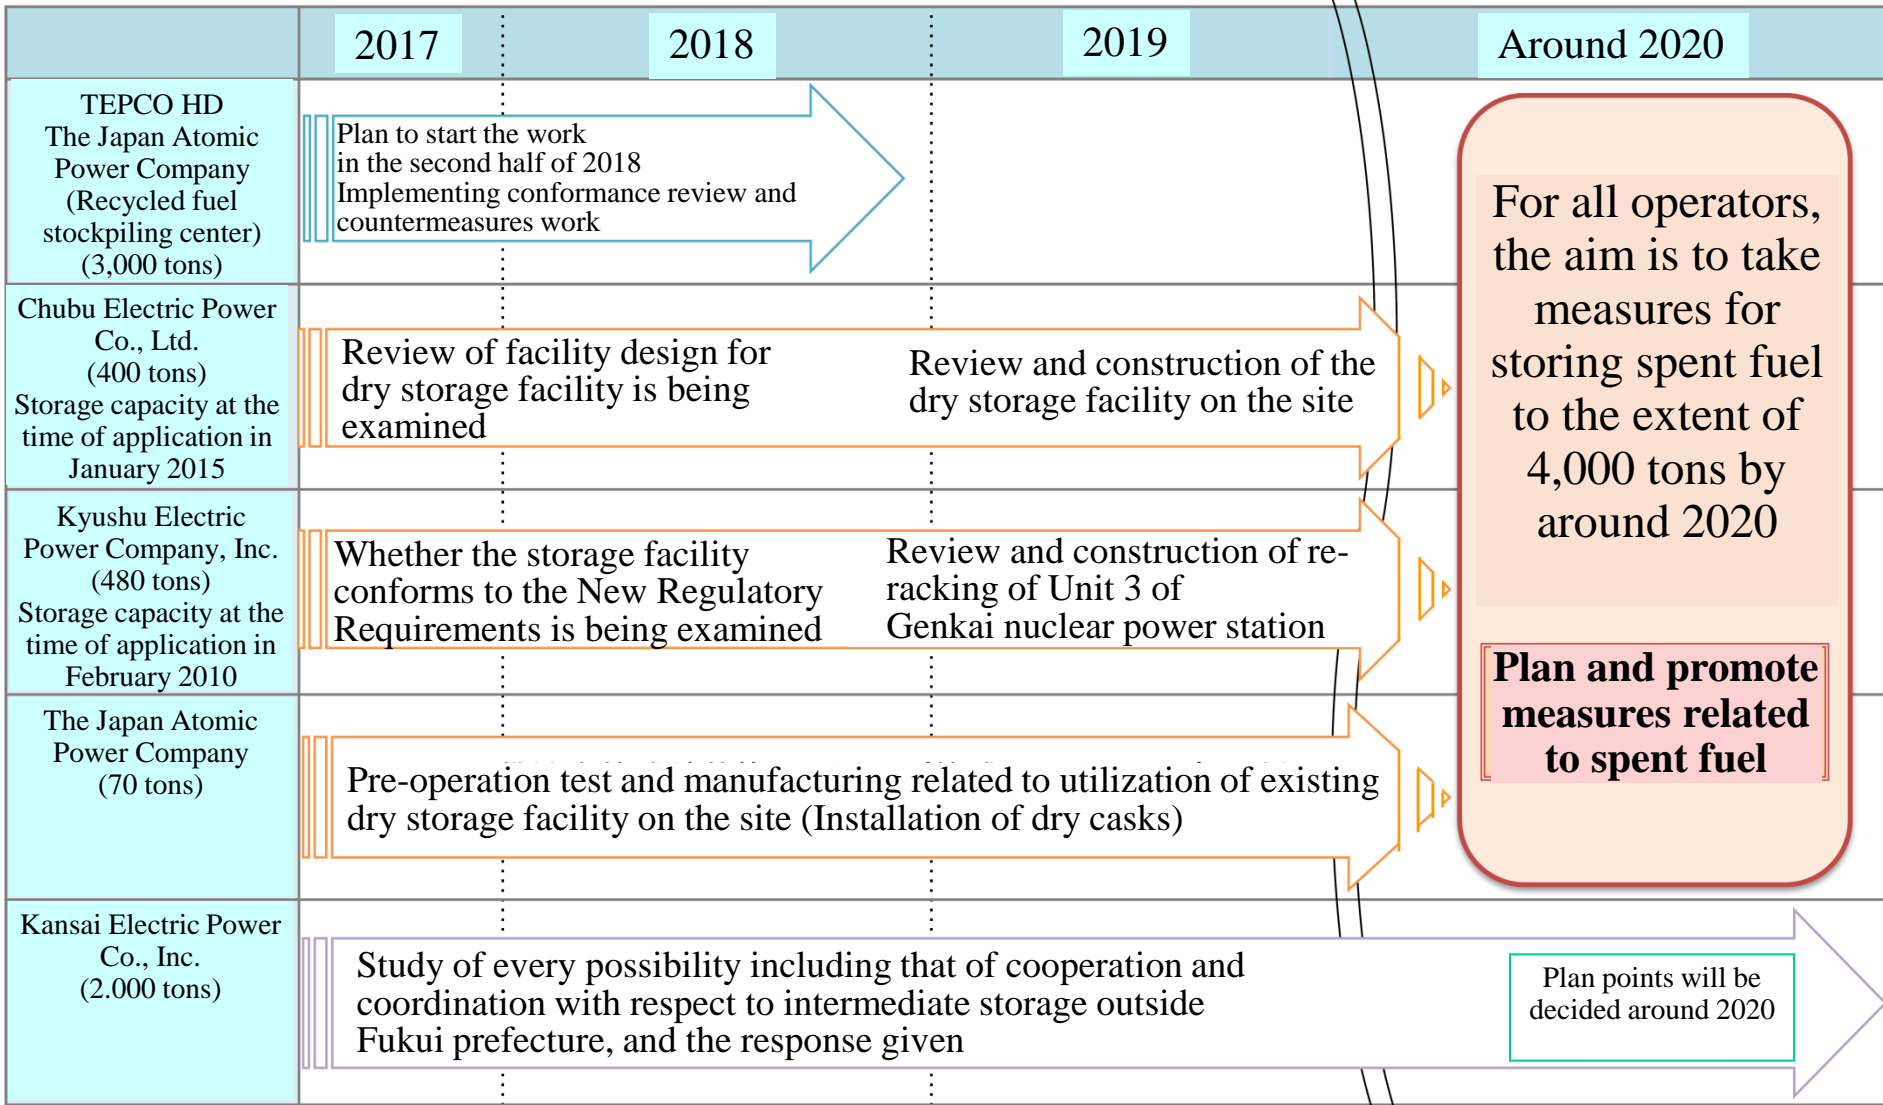 2017
2018
2019
Around 2020
TEPCO HD
The Japan Atomic
Power Company
(Recycled fuel
stockpiling center)
(3,000 tons)
Plan to start the work
in the second half of 2018
Implementing conformance review and
countermeasures work
Chubu Electric Power
Co., Ltd.
(400 tons)
Storage capacity at the
time of application in
January 2015
Review of facility design for
dry storage facility is being
examined
Review and construction of the
dry storage facility on the site
Kyushu Electric
Power Company, Inc.
(480 tons)
Storage capacity at the
time of application in
February 2010
Whether the storage facility
conforms to the New Regulatory
Requirements is being examined
Review and construction of re-
racking of Unit 3 of
Genkai nuclear power station
The Japan Atomic
Power Company
(70 tons)
Pre-operation test and manufacturing related to utilization of existing
dry storage facility on the site (Installation of dry casks)
Kansai Electric Power
Co., Inc.
(2.000 tons)
Study of every possibility including that of cooperation and
coordination with respect to intermediate storage outside
Fukui prefecture, and the response given
Plan points will be
decided around 2020
For all operators,
the aim is to take
measures for
storing spent fuel
to the extent of
4,000 tons by
around 2020
Plan and promote
measures related
to spent fuel